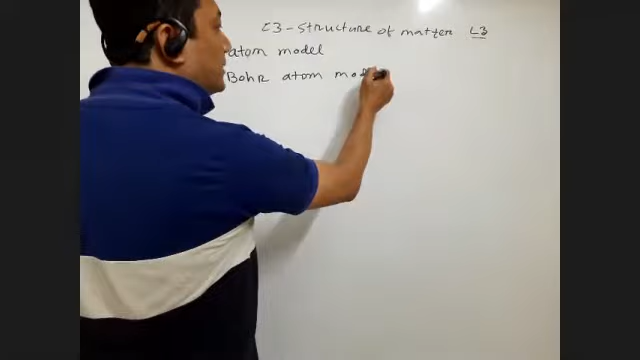 C3 - Structure of matter L3
atom model
Bohr atom mod